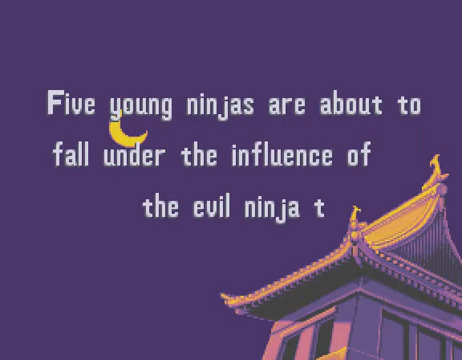 Five young ninjas are about to
fall under the influence of
the evil ninja t